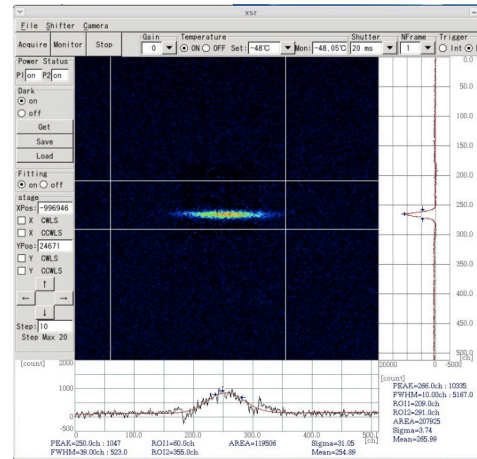 xsr
File Shifter Camera
Acquire Monitor Stop
Gain Temperature Shutter NFrame Trigger
0 ON OFF Set: -48℃ Mon: -48.05℃ 20 ms 1 Int
Power Status
P1 on P2 on
Dark
on
off
Get
Save
Load
Fitting
on off
stage
XPos: -996946
X CWLS
X CCWLS
YPos: 24671
Y CWLS
Y CCWLS
↑
← →
↓
Step: 10
Step Max 20
0.0
50.0
100.0
150.0
200.0
250.0
300.0
350.0
400.0
450.0
500.0
[ch]
20000 0 -5000
[count]
[count] 2000
1000
0
-500
100.0 200.0 300.0 400.0 500.0
[ch]
PEAK=250.0ch : 1047 ROI1=60.0ch AREA=119506 Sigma=31.05
FWHM=39.00ch : 523.0 ROI2=355.0ch Mean=254.89
PEAK=266.0ch : 10335
FWHM=10.00ch : 5167.0
ROI1=209.0ch
ROI2=291.0ch
AREA=207925
Sigma=3.74
Mean=265.99